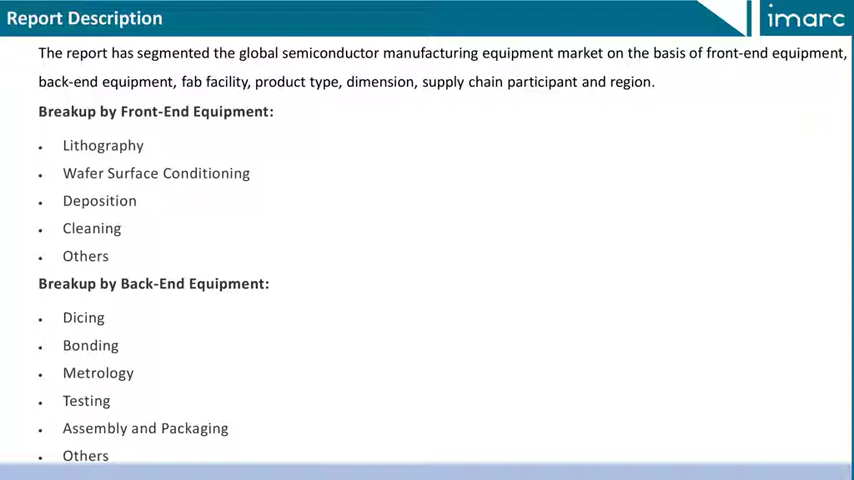 Report Description
imarc
The report has segmented the global semiconductor manufacturing equipment market on the basis of front-end equipment,
back-end equipment, fab facility, product type, dimension, supply chain participant and region.
Breakup by Front-End Equipment:
• Lithography
• Wafer Surface Conditioning
• Deposition
• Cleaning
• Others
Breakup by Back-End Equipment:
• Dicing
• Bonding
• Metrology
• Testing
• Assembly and Packaging
• Others